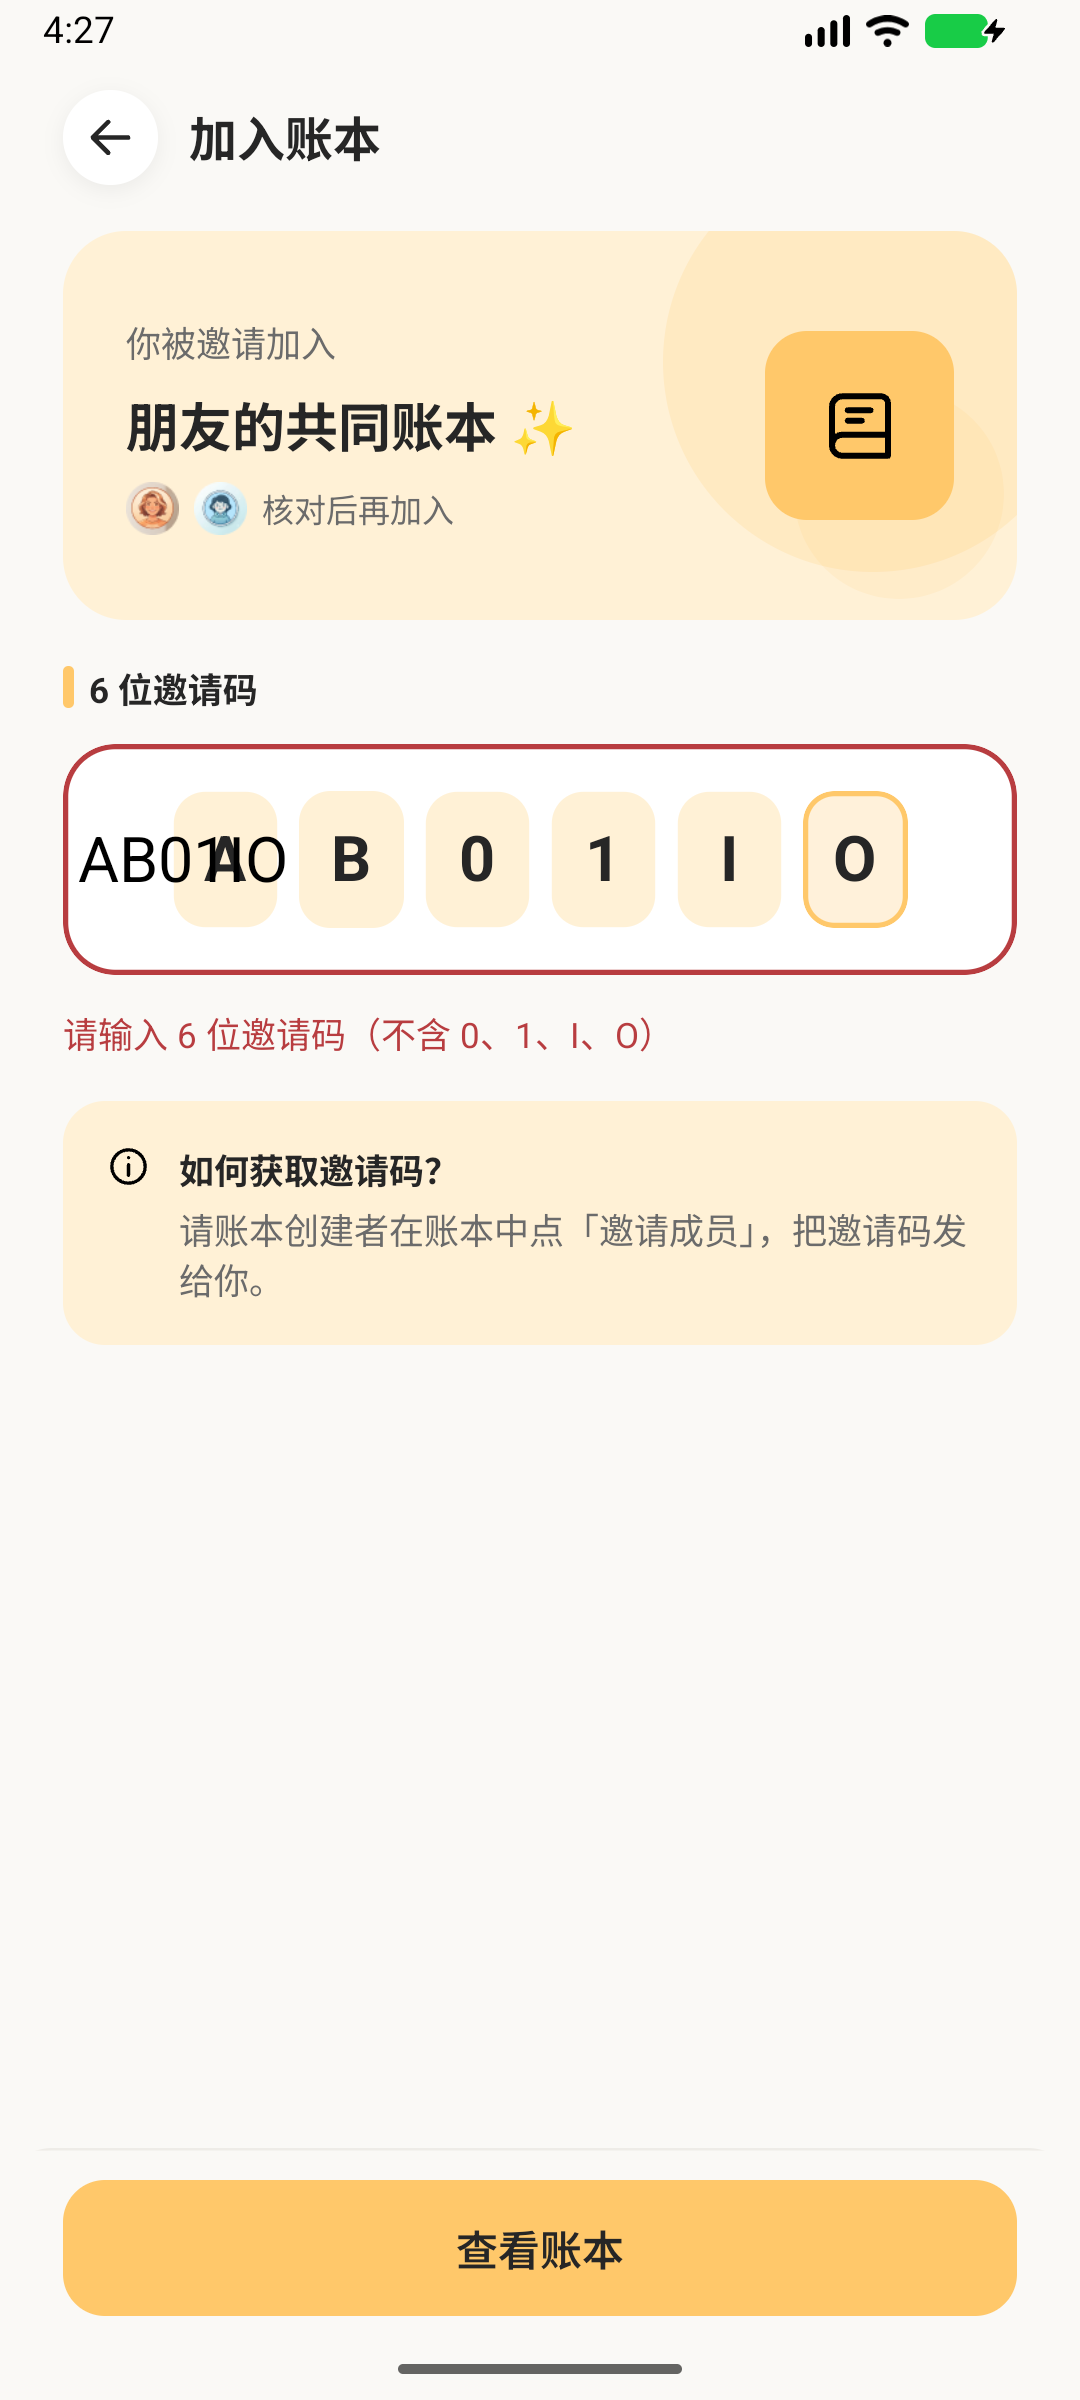 4:27
加入账本
你被邀请加入
朋友的共同账本 ✨
核对后再加入
6 位邀请码
AB01IO
A B 0 1 I O
请输入 6 位邀请码（不含 0、1、I、O）
如何获取邀请码？
请账本创建者在账本中点「邀请成员」，把邀请码发
给你。
查看账本